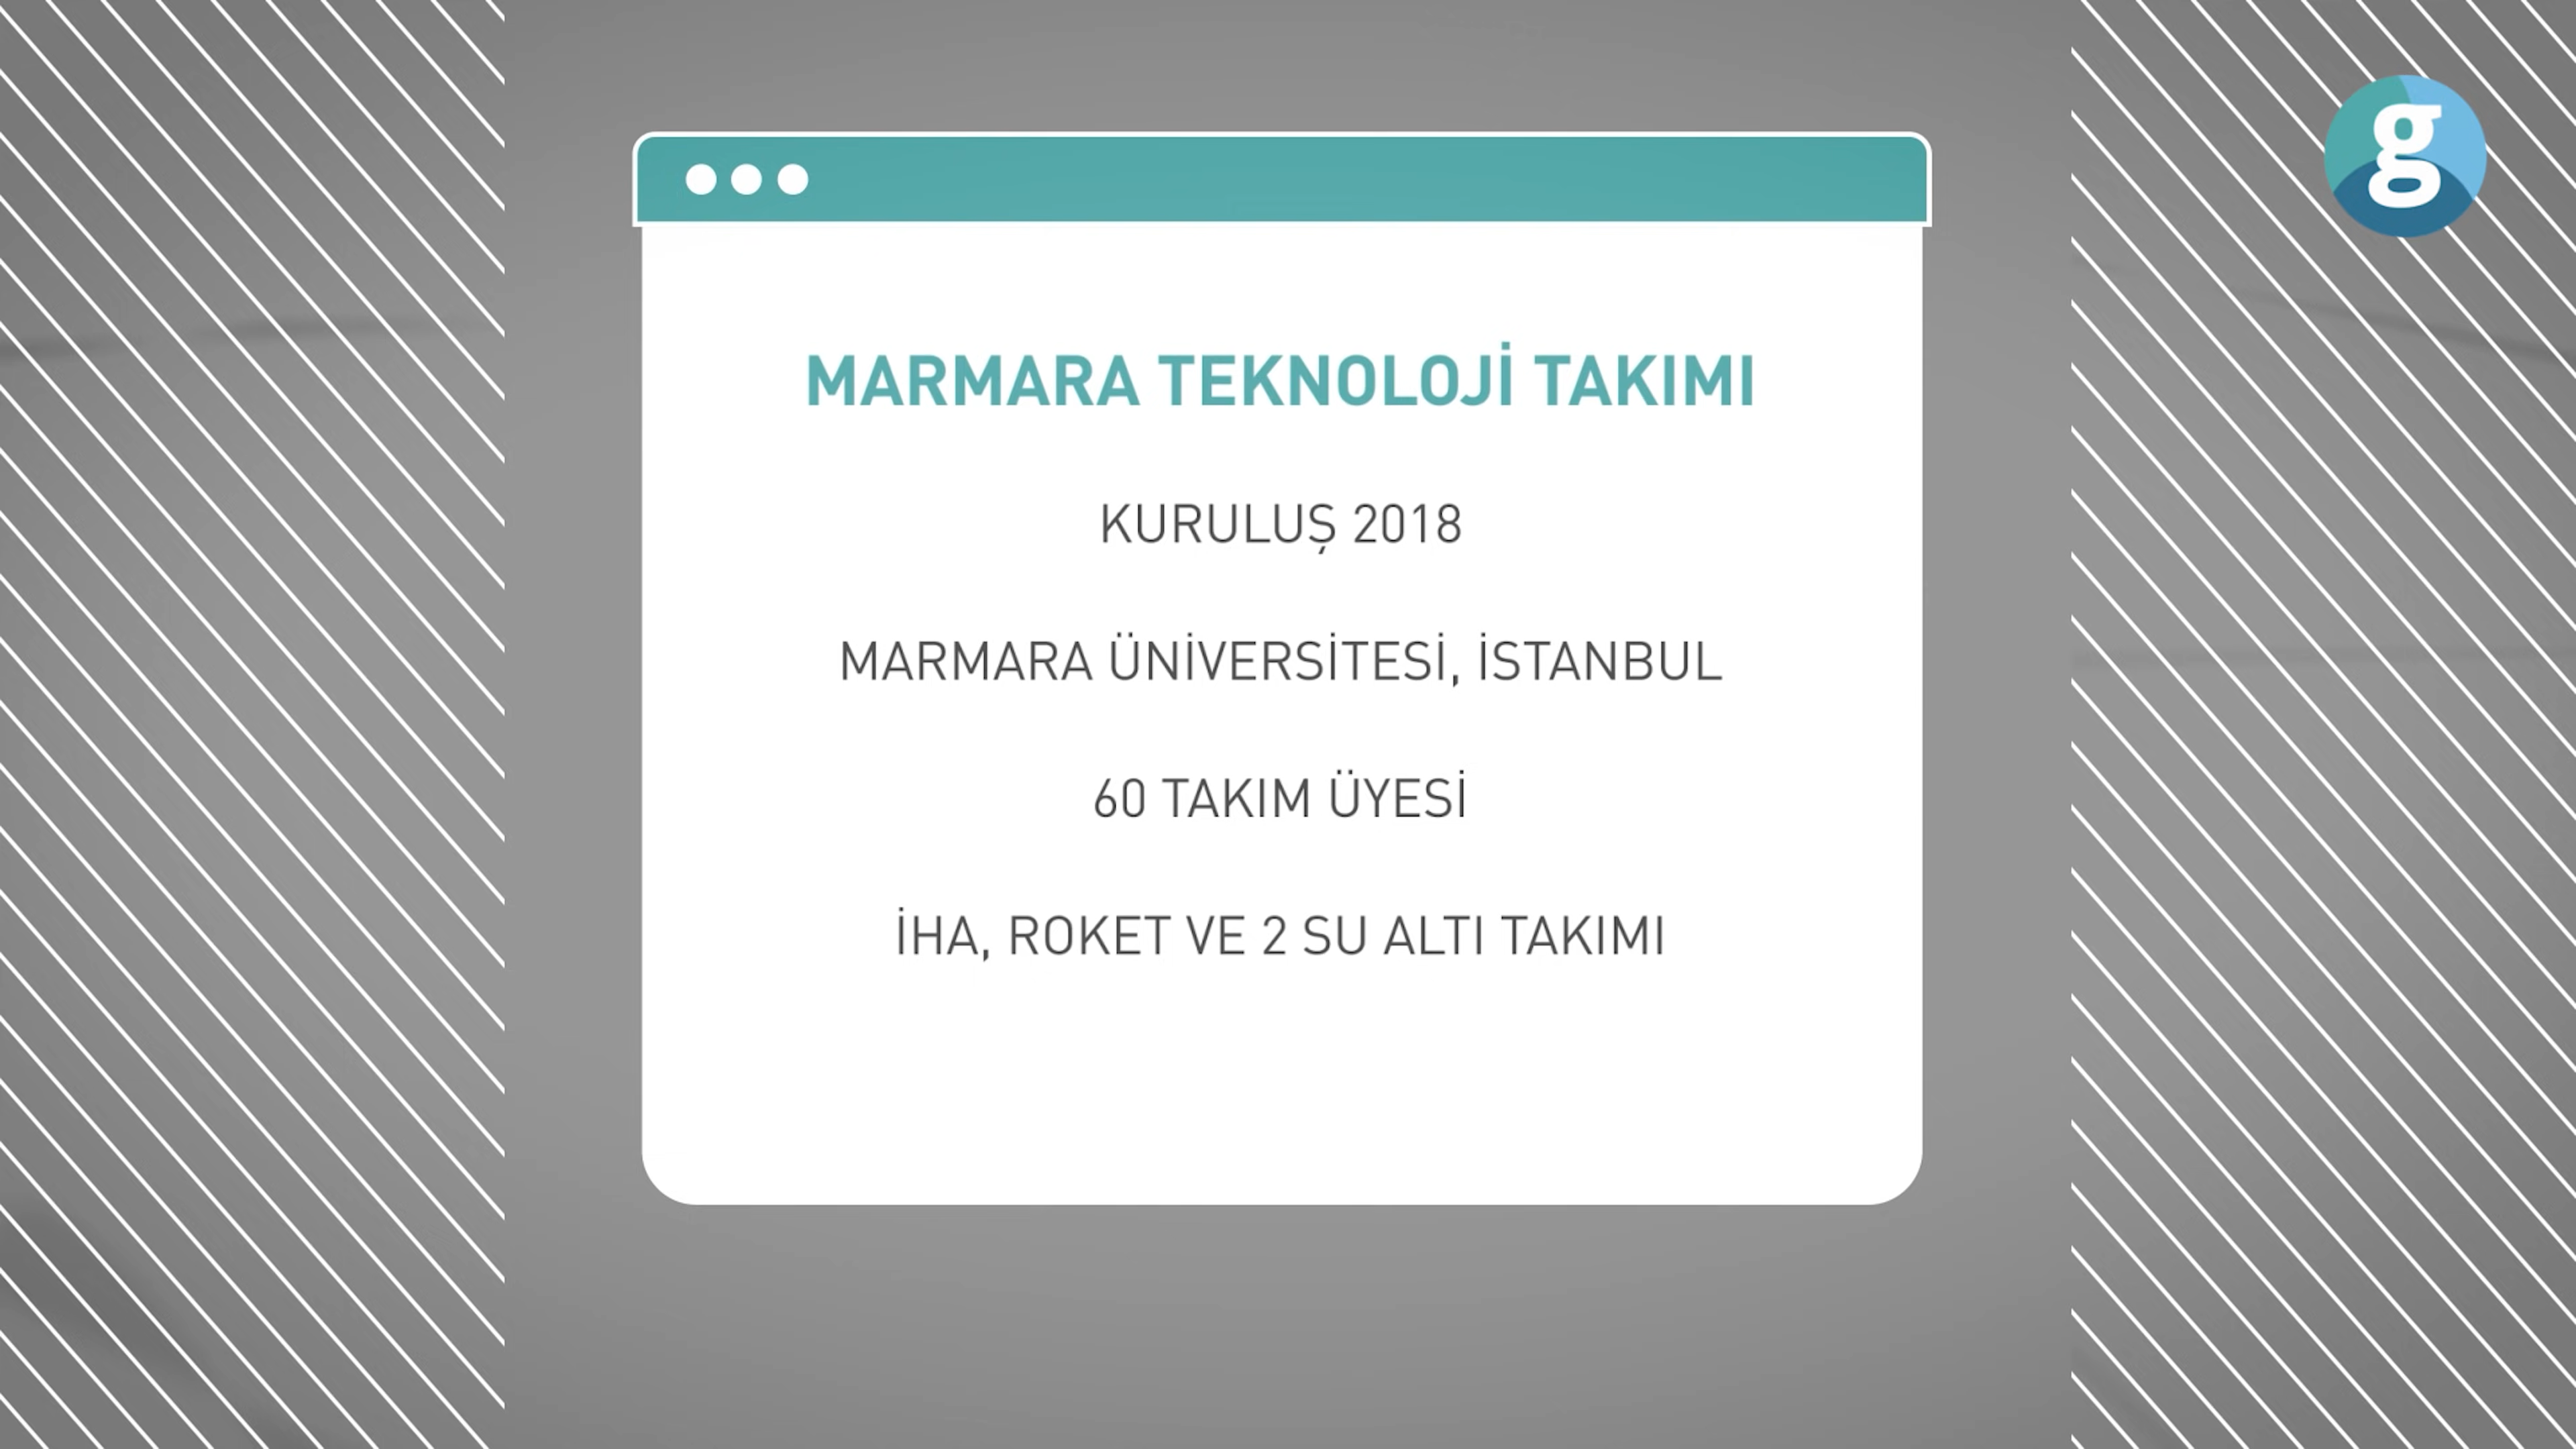 g
MARMARA TEKNOLOJİ TAKIMI
KURULUŞ 2018
MARMARA ÜNİVERSİTESİ, İSTANBUL
60 TAKIM ÜYESİ
İHA, ROKET VE 2 SU ALTI TAKIMI